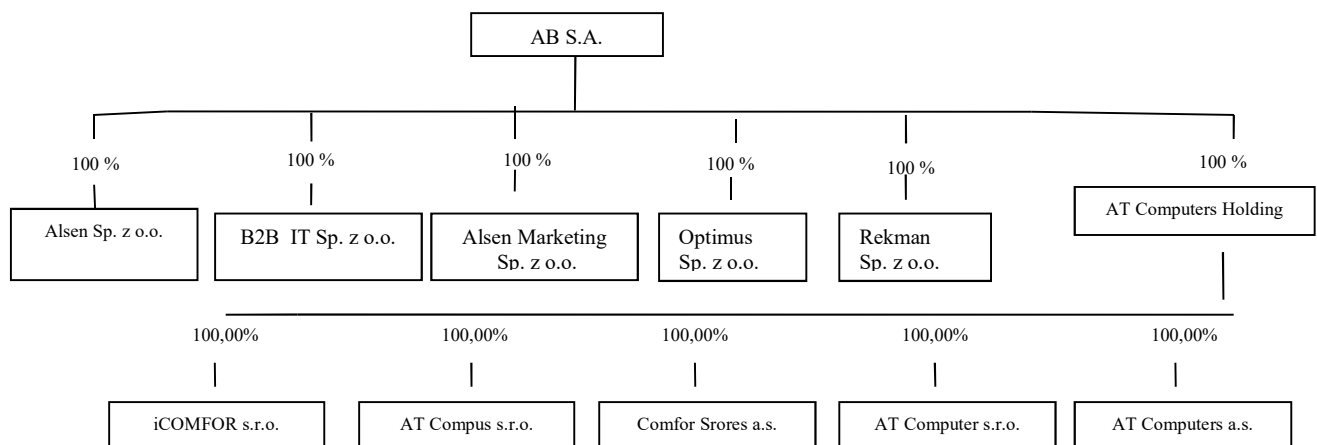 AB S.A.
100 %
100 %
100 %
100 %
100 %
100 %
Alsen Sp. z o.o.
B2B IT Sp. z o.o.
Alsen Marketing
Sp. z o.o.
Optimus
Sp. z o.o.
Rekman
Sp. z o.o.
AT Computers Holding
100,00%
100,00%
100,00%
100,00%
100,00%
iCOMFOR s.r.o.
AT Compus s.r.o.
Comfor Srores a.s.
AT Computer s.r.o.
AT Computers a.s.